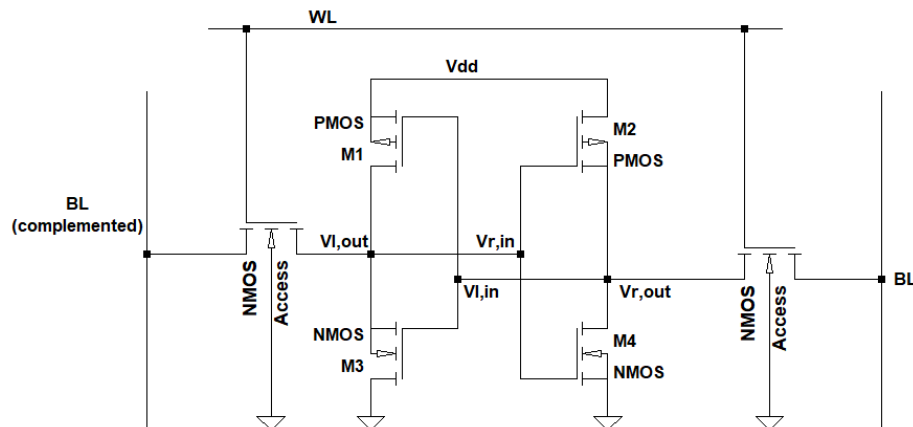 WL
Vdd
PMOS
M1
M2
PMOS
BL
(complemented)
Vl,out
Vr,in
NMOS
Access
Vl,in
Vr,out
NMOS
Access
BL
NMOS
M3
M4
NMOS